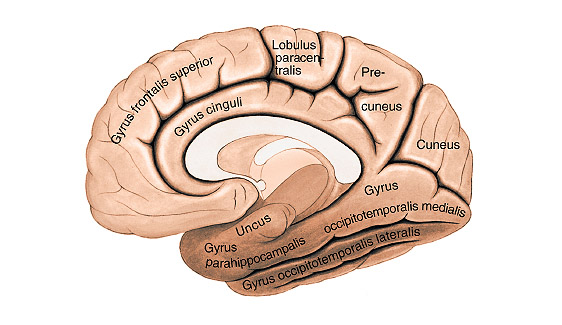 Lobulus
paracen-
tralis
Pre-
cuneus
Gyrus frontalis superior
Gyrus cinguli
Cuneus
Gyrus
occipitotemporalis medialis
Uncus
Gyrus
parahippocampalis
Gyrus occipitotemporalis lateralis